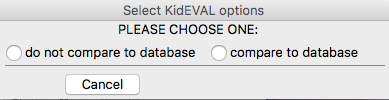 Select KidEVAL options
PLEASE CHOOSE ONE:
do not compare to database compare to database
Cancel